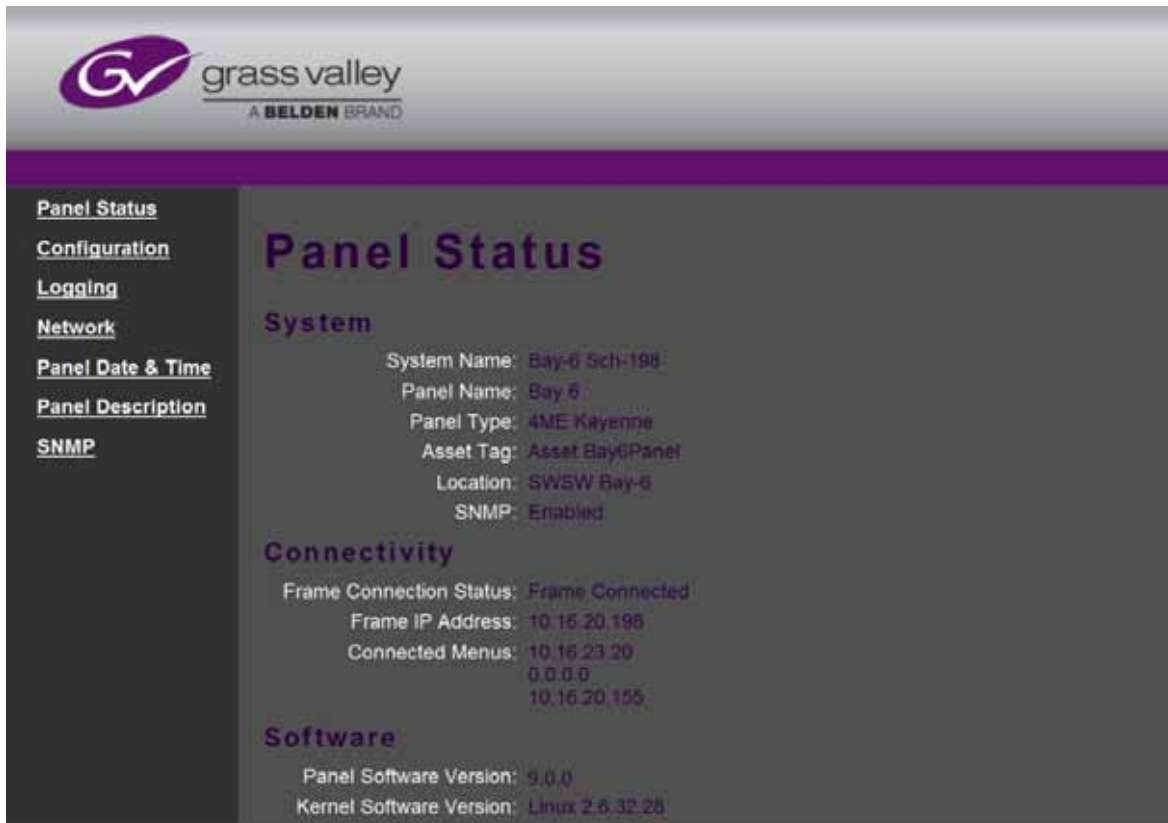 GV
grass valley
A BELDEN BRAND
Panel Status
Configuration
Logging
Network
Panel Date & Time
Panel Description
SNMP
Panel Status
System
System Name: Bay-6 Sch-198
Panel Name: Bay 6
Panel Type: 4ME Kayenne
Asset Tag: Asset Bay6Panel
Location: SWSW Bay-6
SNMP: Enabled
Connectivity
Frame Connection Status: Frame Connected
Frame IP Address: 10.16.20.198
Connected Menus: 10.16.23.20
0.0.0.0
10.16.20.155
Software
Panel Software Version: 9.0.0
Kernel Software Version: Linux 2.6.32.28